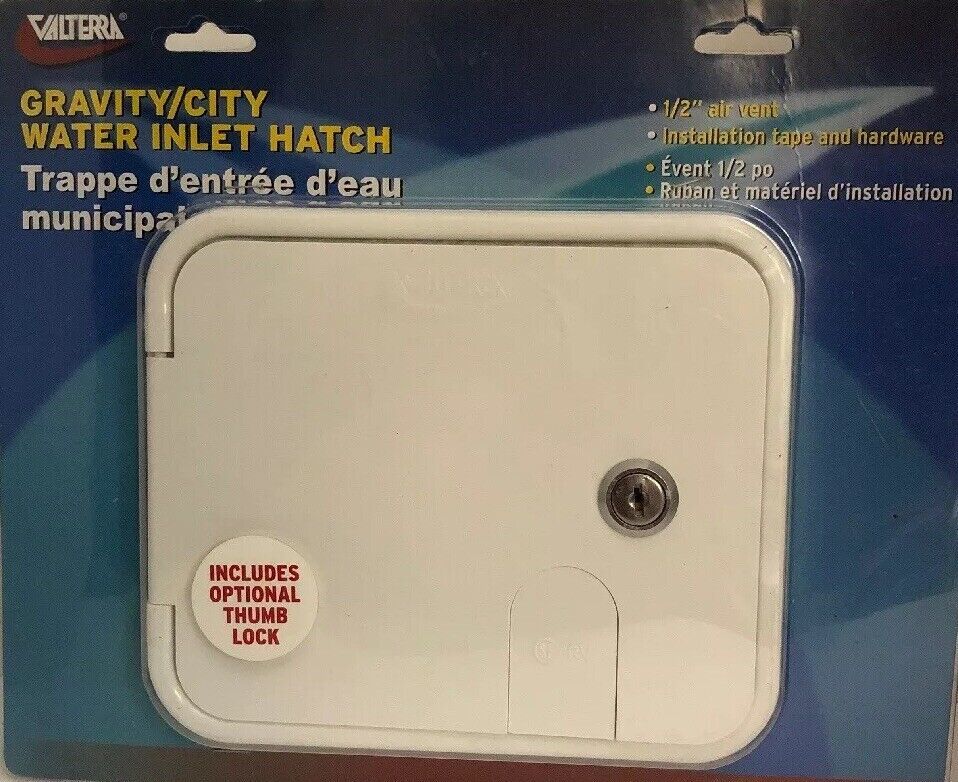 VALTERRA
GRAVITY/CITY
WATER INLET HATCH
Trappe d'entrée d'eau
municipal
• 1/2" air vent
• Installation tape and hardware
• Évent 1/2 po
• Ruban et matériel d'installation
INCLUDES
OPTIONAL
THUMB
LOCK